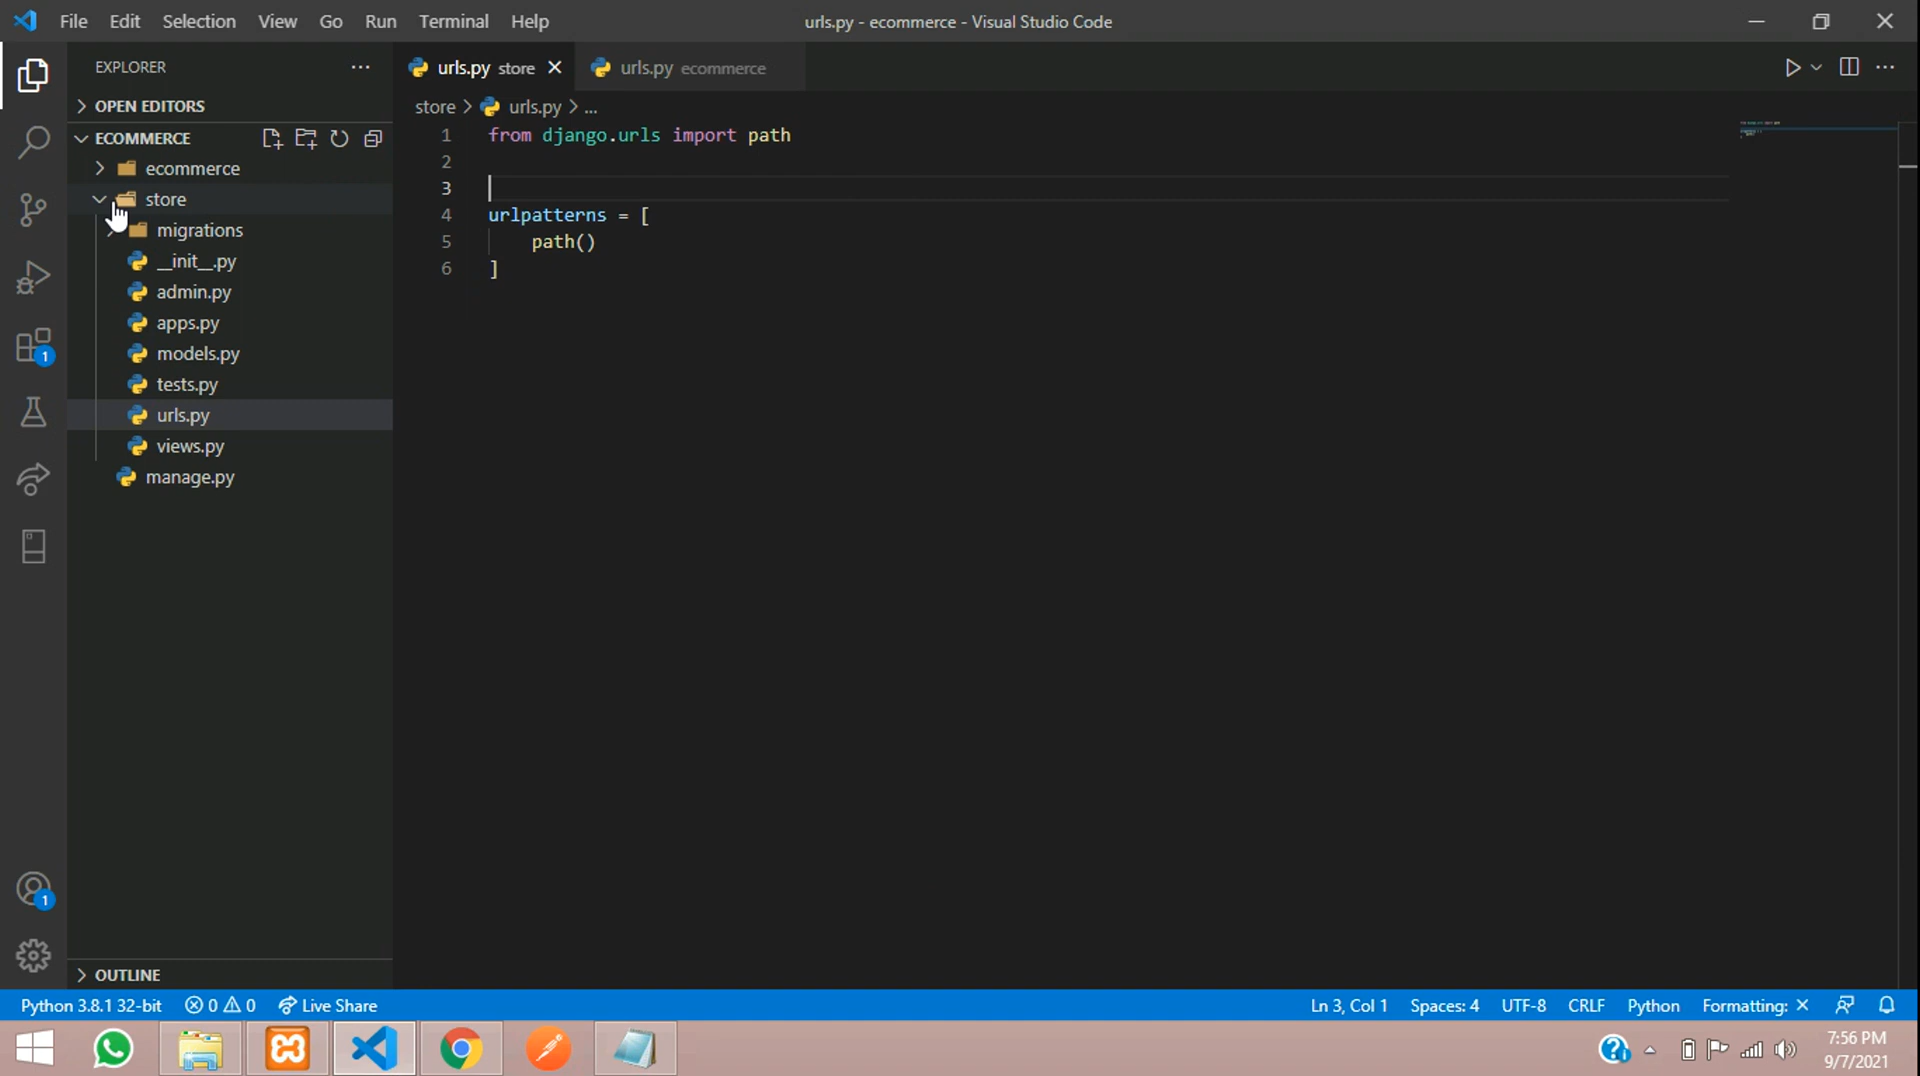 File Edit Selection View Go Run Terminal Help urls.py - ecommerce - Visual Studio Code
EXPLORER
urls.py store urls.py ecommerce
OPEN EDITORS
store > urls.py > ...
ECOMMERCE
ecommerce
store
migrations
__init__.py
admin.py
apps.py
models.py
tests.py
urls.py
views.py
manage.py
1 from django.urls import path
2
3
4 urlpatterns = [
5 path()
6 ]
1
1
OUTLINE
Python 3.8.1 32-bit 0 0 Live Share Ln 3, Col 1 Spaces: 4 UTF-8 CRLF Python Formatting: ×
7:56 PM
9/7/2021